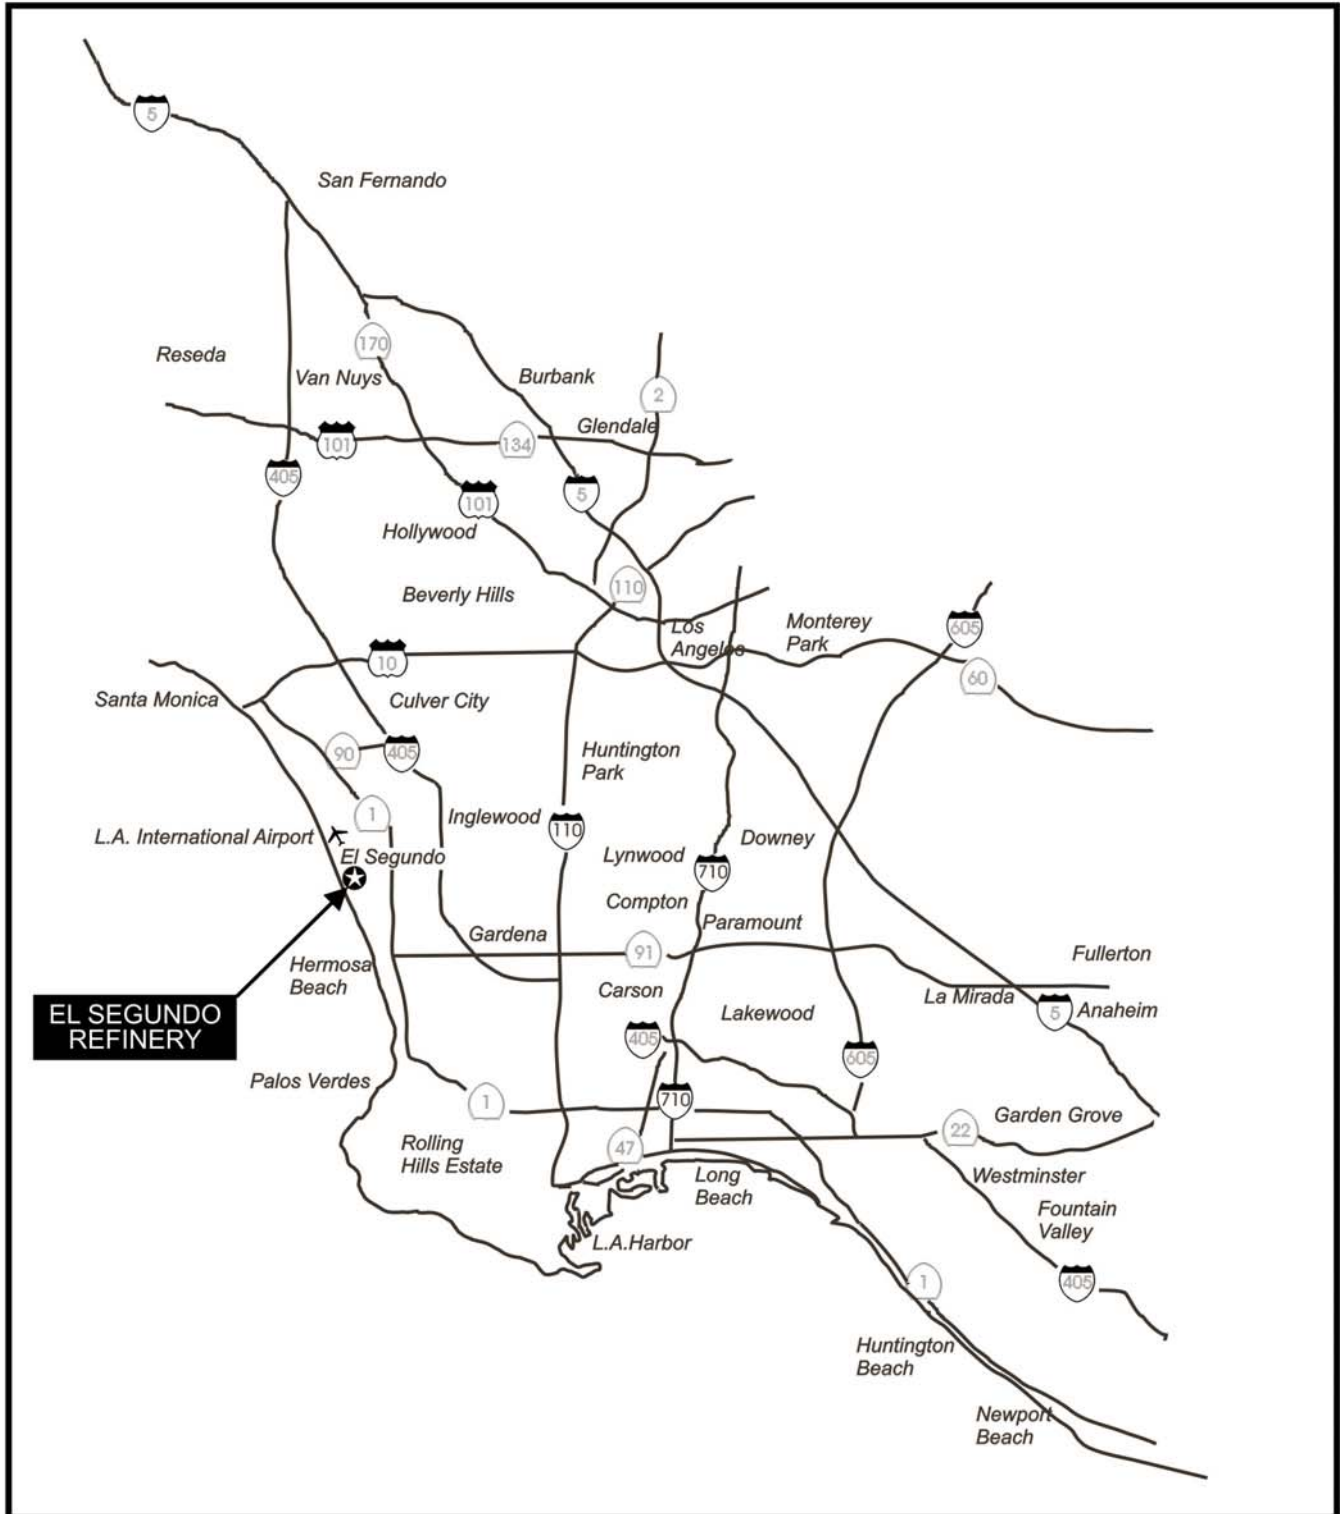 5
San Fernando
170
Reseda
Van Nuys
Burbank
2
Glendale
101
134
405
5
101
Hollywood
110
Beverly Hills
Los
Angeles
Monterey
Park
605
10
60
Santa Monica
Culver City
90
405
Huntington
Park
1
Inglewood
110
L.A. International Airport
El Segundo
Lynwood
Downey
710
Compton
Paramount
Gardena
91
Fullerton
Hermosa
Beach
Carson
La Mirada
EL SEGUNDO
REFINERY
Lakewood
5
Anaheim
405
605
Palos Verdes
1
710
Garden Grove
22
Rolling
Hills Estate
47
Long
Beach
Westminster
Fountain
Valley
L.A.Harbor
1
405
Huntington
Beach
Newport
Beach